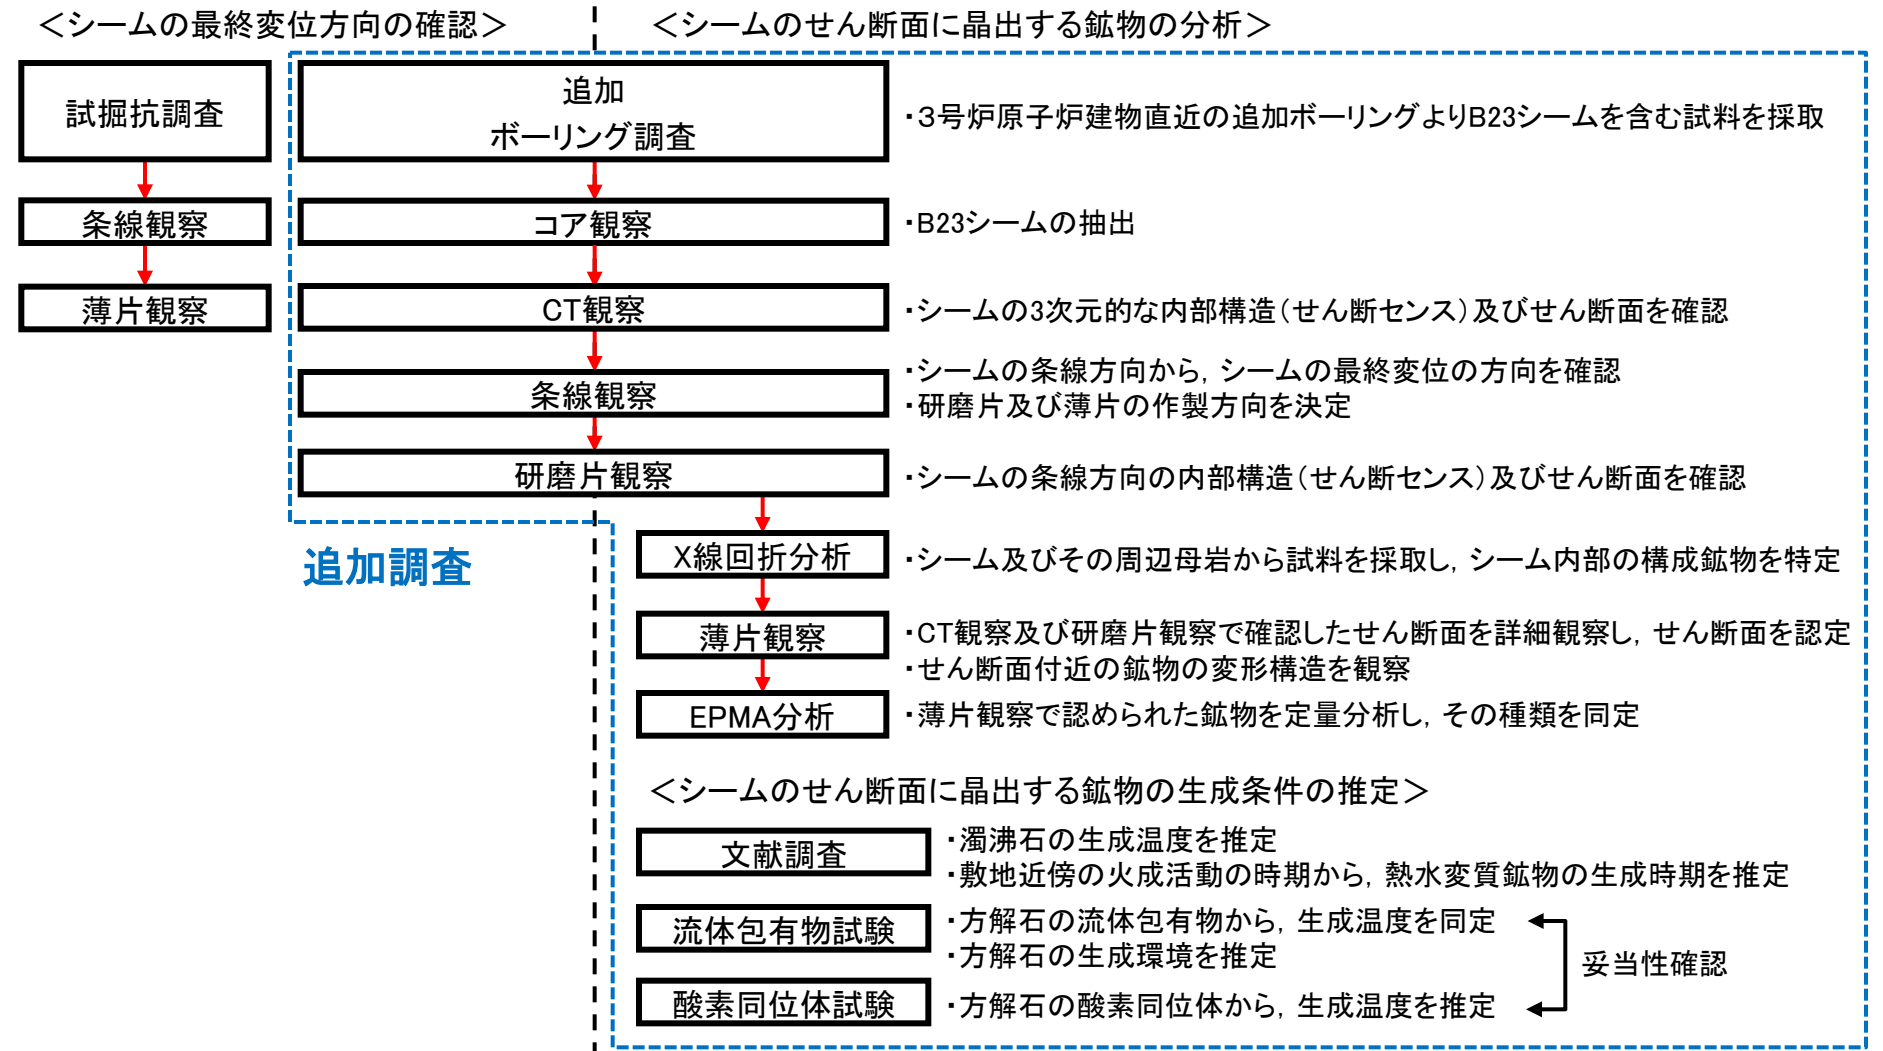 ＜シームの最終変位方向の確認＞
＜シームのせん断面に晶出する鉱物の分析＞
試掘抗調査
条線観察
薄片観察
追加
ボーリング調査
・３号炉原子炉建物直近の追加ボーリングよりB23シームを含む試料を採取
コア観察
・B23シームの抽出
CT観察
・シームの3次元的な内部構造（せん断センス）及びせん断面を確認
条線観察
・シームの条線方向から，シームの最終変位の方向を確認
・研磨片及び薄片の作製方向を決定
研磨片観察
・シームの条線方向の内部構造（せん断センス）及びせん断面を確認
追加調査
X線回折分析
・シーム及びその周辺母岩から試料を採取し，シーム内部の構成鉱物を特定
薄片観察
・CT観察及び研磨片観察で確認したせん断面を詳細観察し，せん断面を認定
・せん断面付近の鉱物の変形構造を観察
EPMA分析
・薄片観察で認められた鉱物を定量分析し，その種類を同定
＜シームのせん断面に晶出する鉱物の生成条件の推定＞
文献調査
・濁沸石の生成温度を推定
・敷地近傍の火成活動の時期から，熱水変質鉱物の生成時期を推定
流体包有物試験
・方解石の流体包有物から，生成温度を同定
・方解石の生成環境を推定
妥当性確認
酸素同位体試験
・方解石の酸素同位体から，生成温度を推定